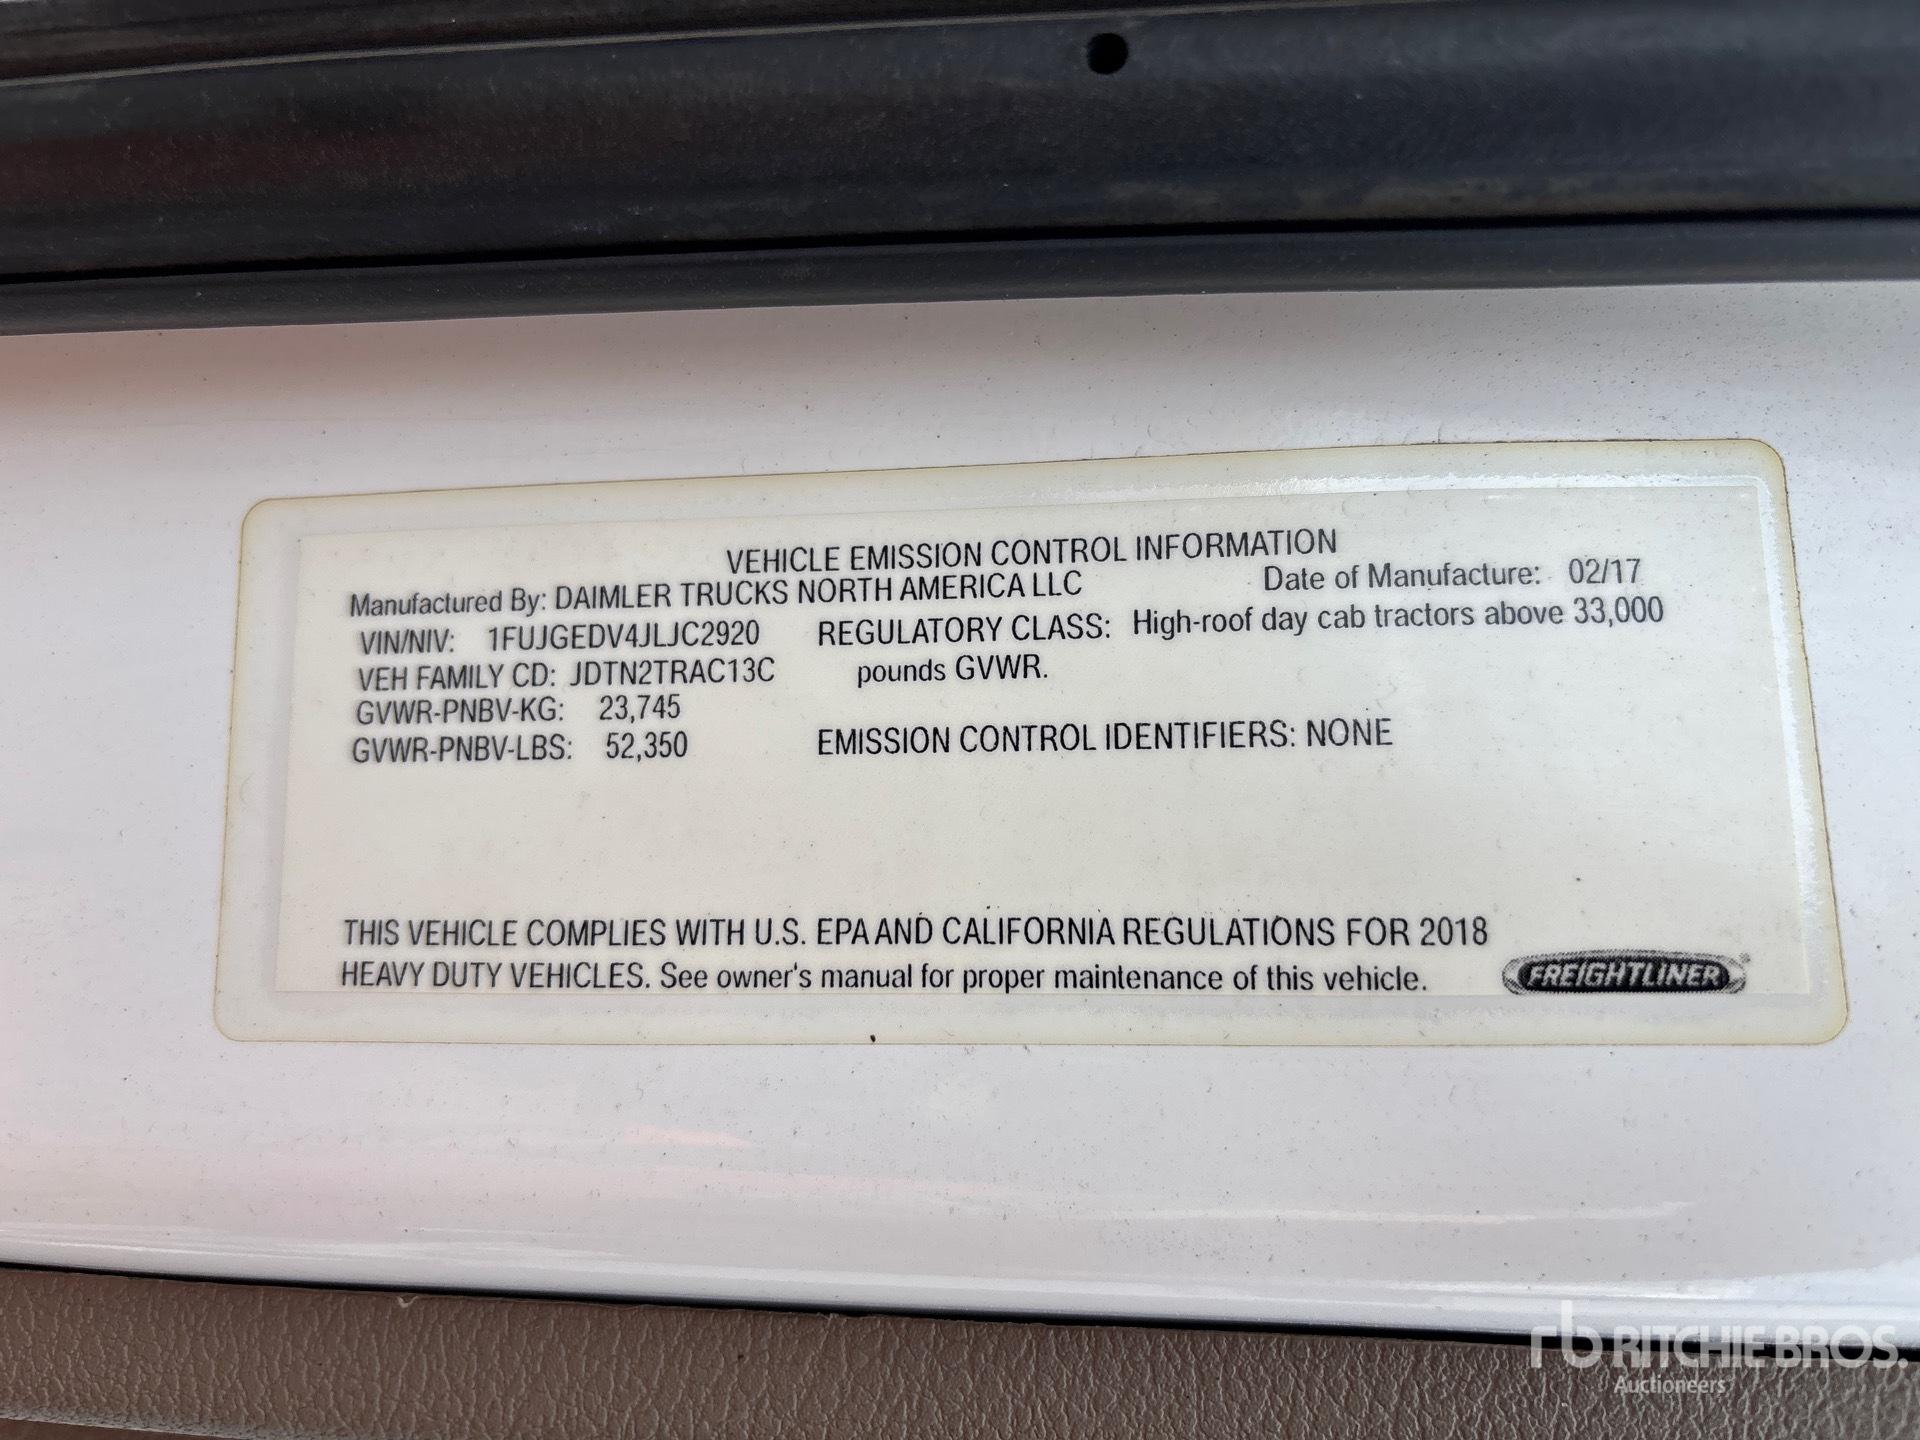 VEHICLE EMISSION CONTROL INFORMATION
Manufactured By: DAIMLER TRUCKS NORTH AMERICA LLC Date of Manufacture: 02/17
VIN/NIV: 1FUJGEDV4JLJC2920 REGULATORY CLASS: High-roof day cab tractors above 33,000
VEH FAMILY CD: JDTN2TRAC13C pounds GVWR.
GVWR-PNBV-KG: 23,745
GVWR-PNBV-LBS: 52,350 EMISSION CONTROL IDENTIFIERS: NONE
THIS VEHICLE COMPLIES WITH U.S. EPA AND CALIFORNIA REGULATIONS FOR 2018
HEAVY DUTY VEHICLES. See owner's manual for proper maintenance of this vehicle.
FREIGHTLINER®
rb RITCHIE BROS.
Auctioneers